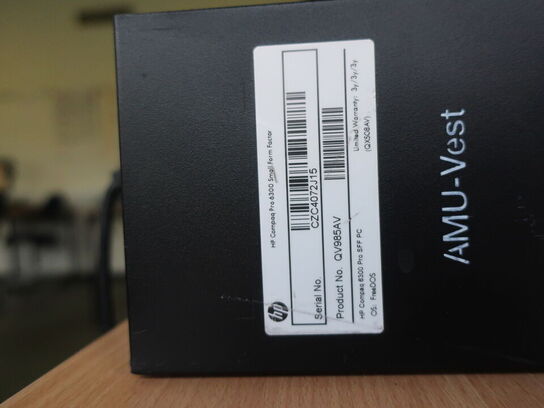 hp
HP Compaq Pro 6300 Small Form Factor
Serial No.
CZC4072J15
Product No. QV985AV
Limited Warranty: 3y/3y/3y
HP Compaq 6300 Pro SFF PC
(QX508AV)
OS: FreeDOS
AMU-Vest